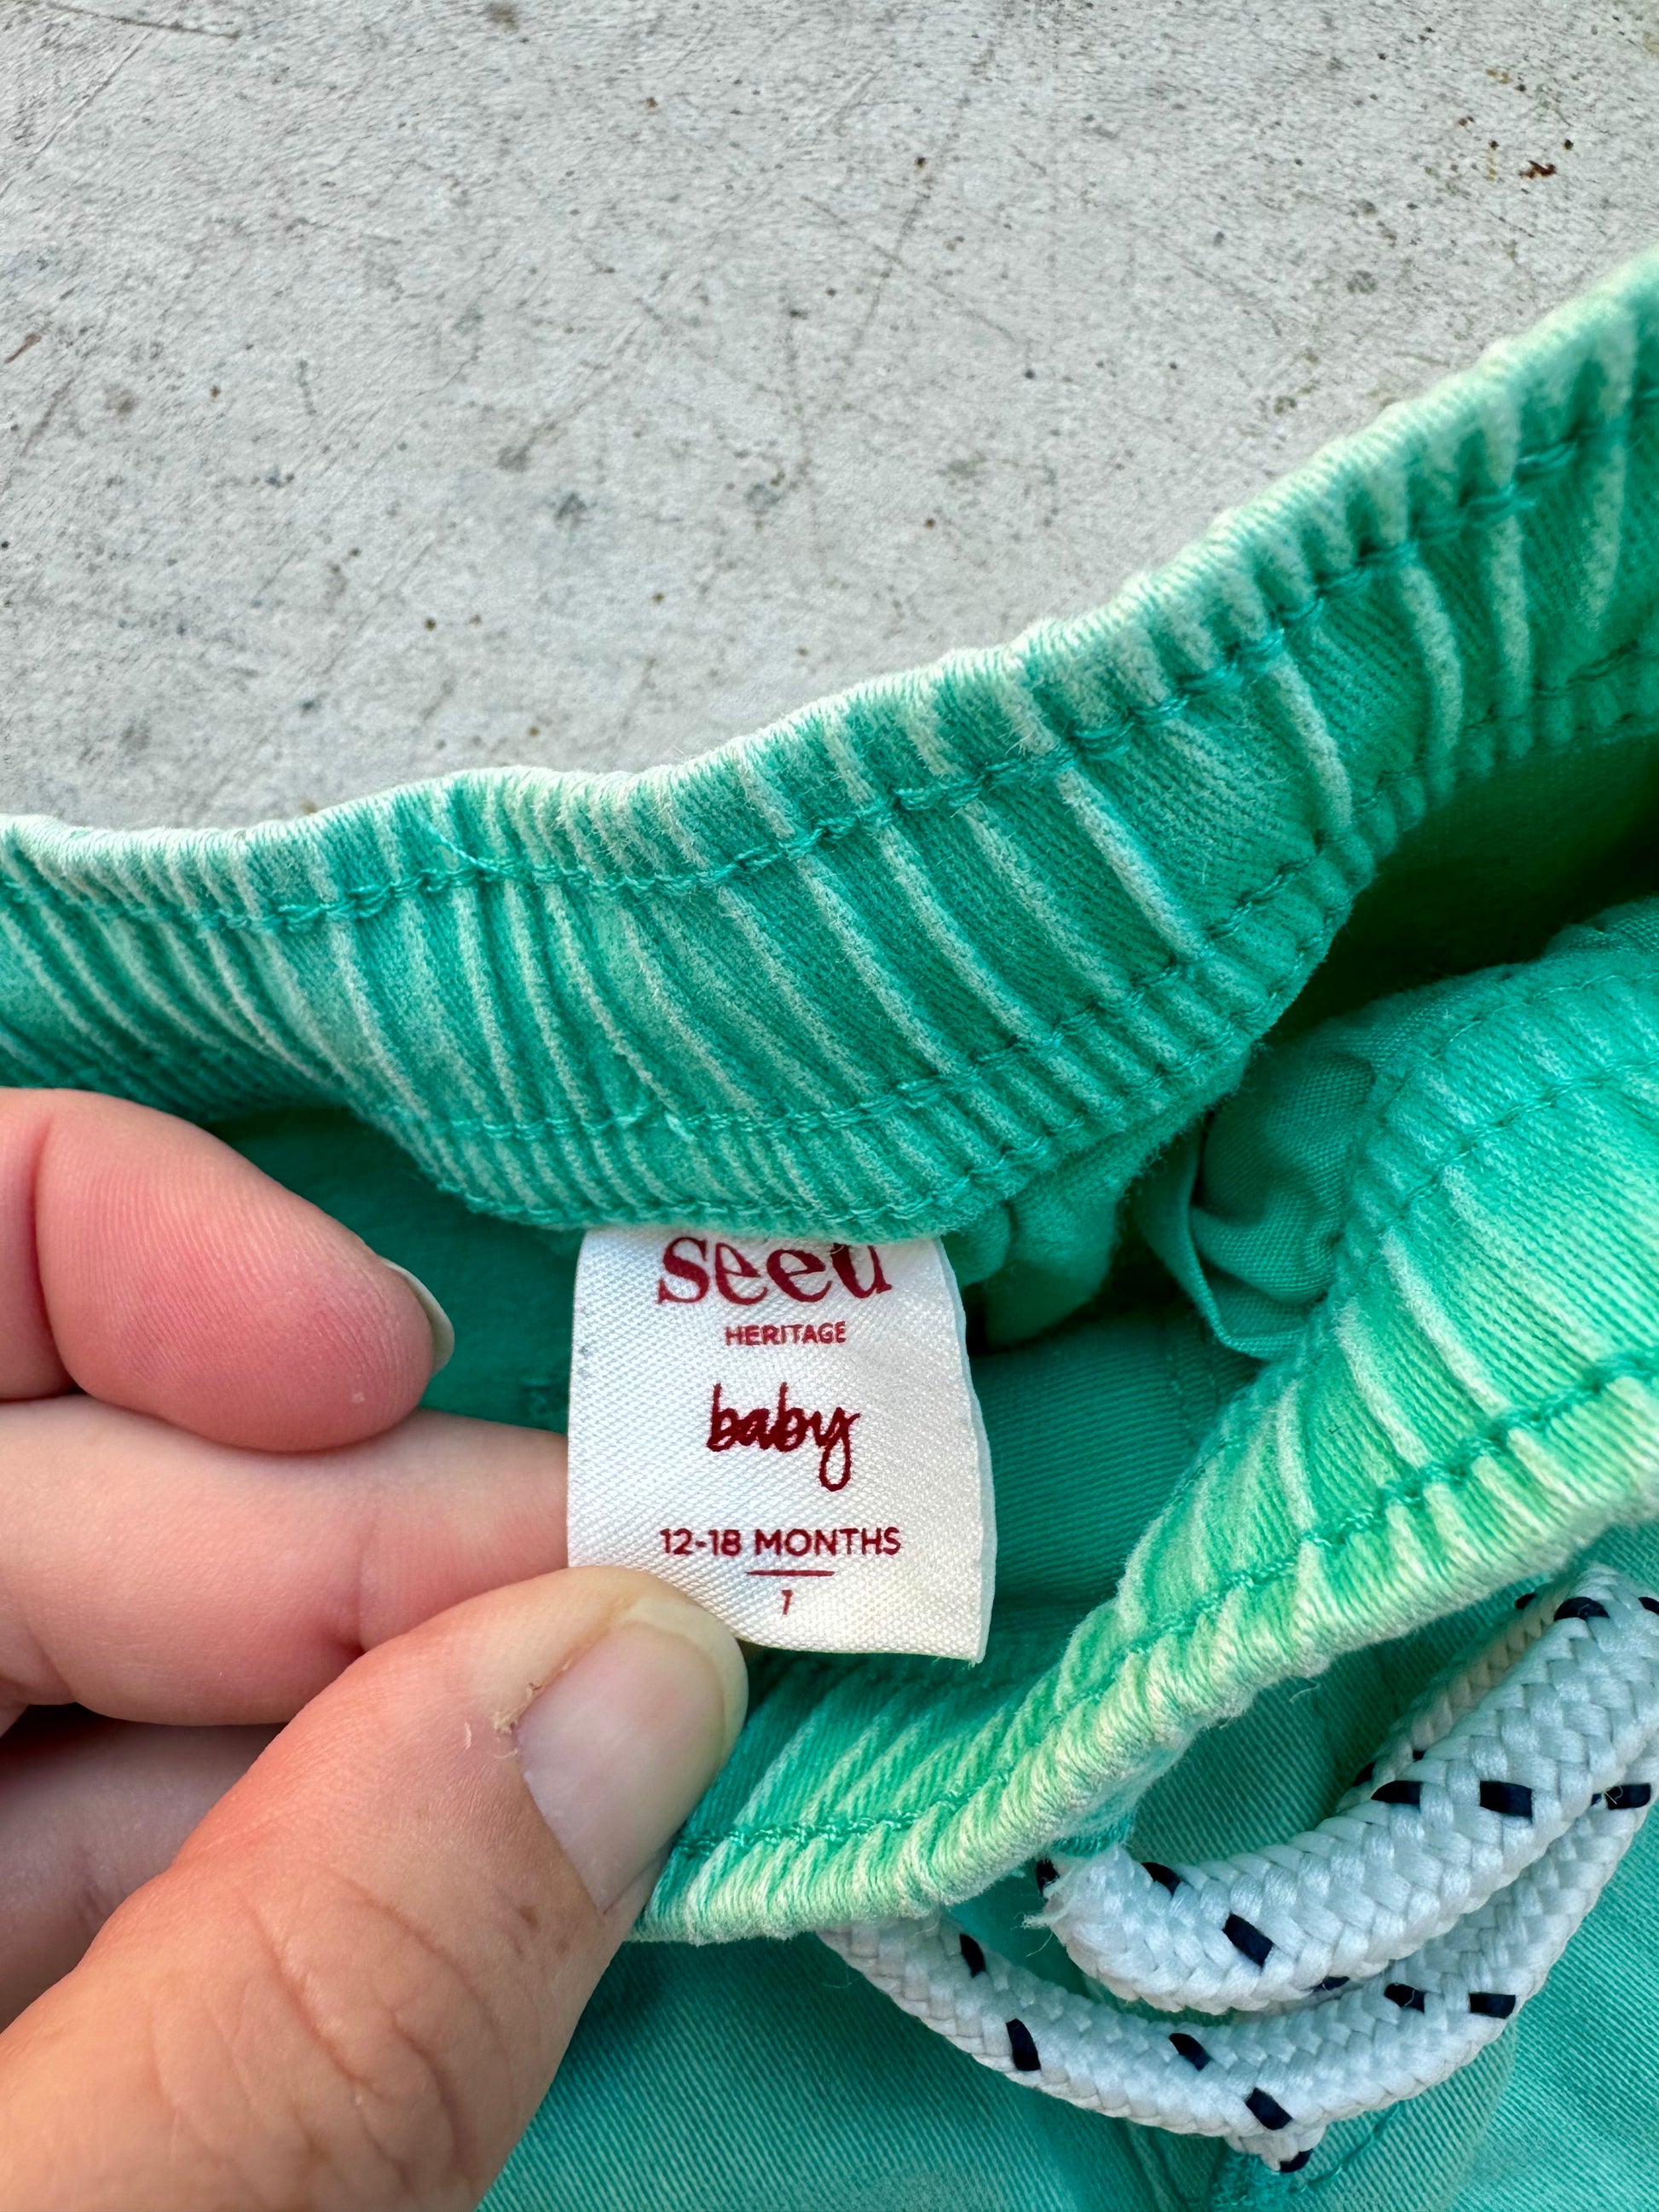 seed
HERITAGE
baby
12-18 MONTHS
1